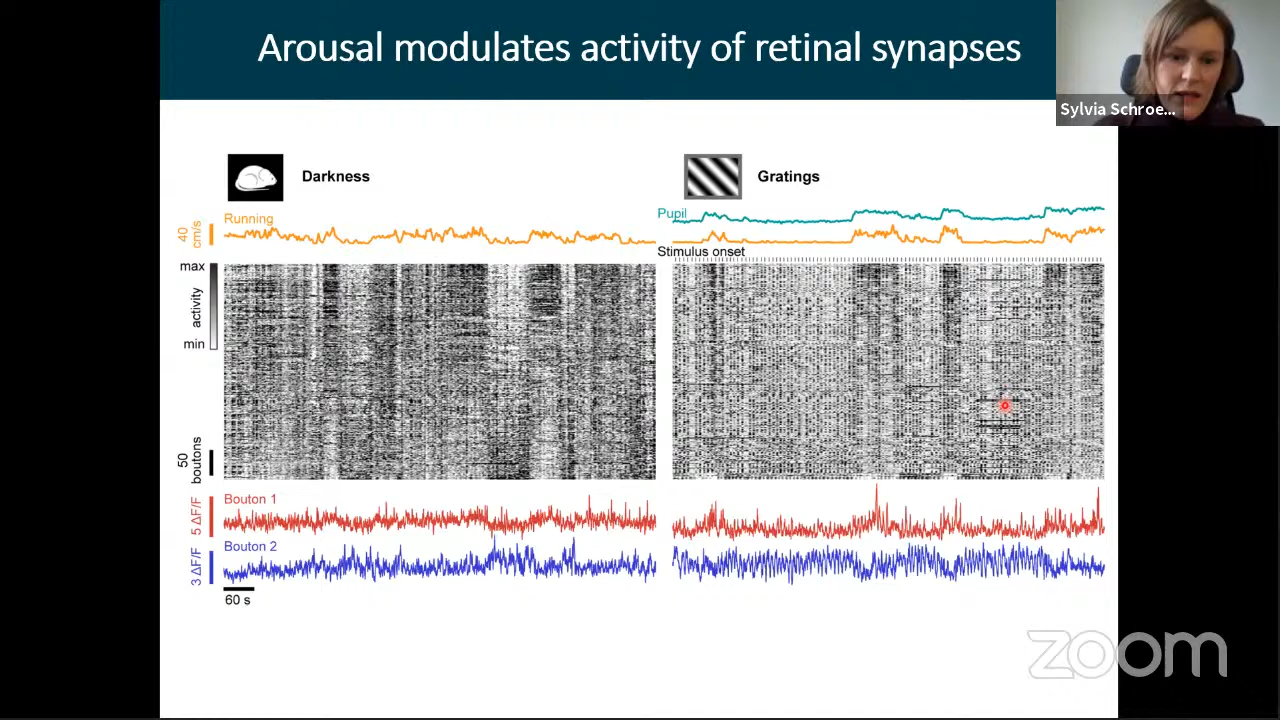 Arousal modulates activity of retinal synapses
Sylvia Schroe...
Darkness
Gratings
Running
40
cm/s
Pupil
Stimulus onset
max
activity
min
50
boutons
5 ΔF/F
Bouton 1
3 ΔF/F
Bouton 2
60 s
zoom